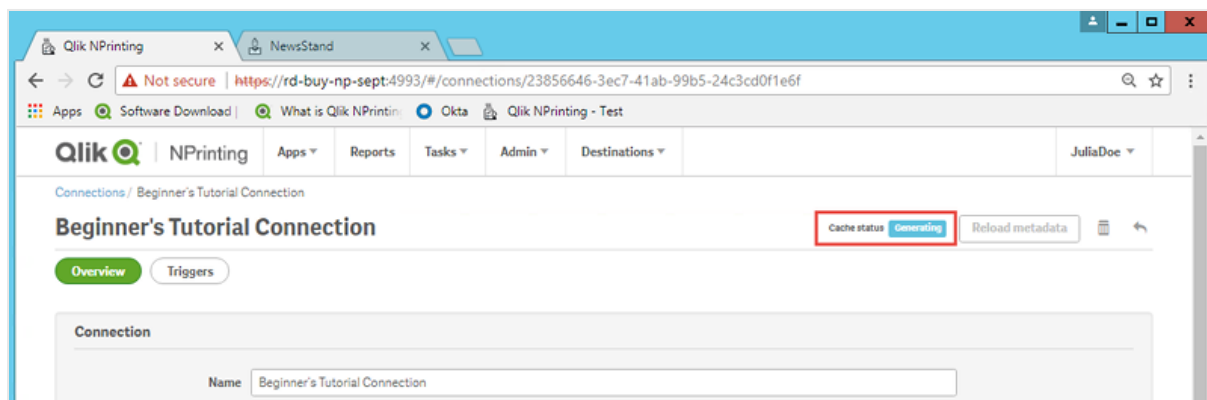 Qlik NPrinting
NewsStand
Not secure | https://rd-buy-np-sept:4993/#/connections/23856646-3ec7-41ab-99b5-24c3cd0f1e6f
Apps Software Download | What is Qlik NPrintin Okta Qlik NPrinting - Test
Qlik NPrinting Apps Reports Tasks Admin Destinations JuliaDoe
Connections / Beginner's Tutorial Connection
Beginner's Tutorial Connection Cache status Generating Reload metadata
Overview Triggers
Connection
Name Beginner's Tutorial Connection